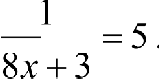 1/(8x + 3) = 5 .